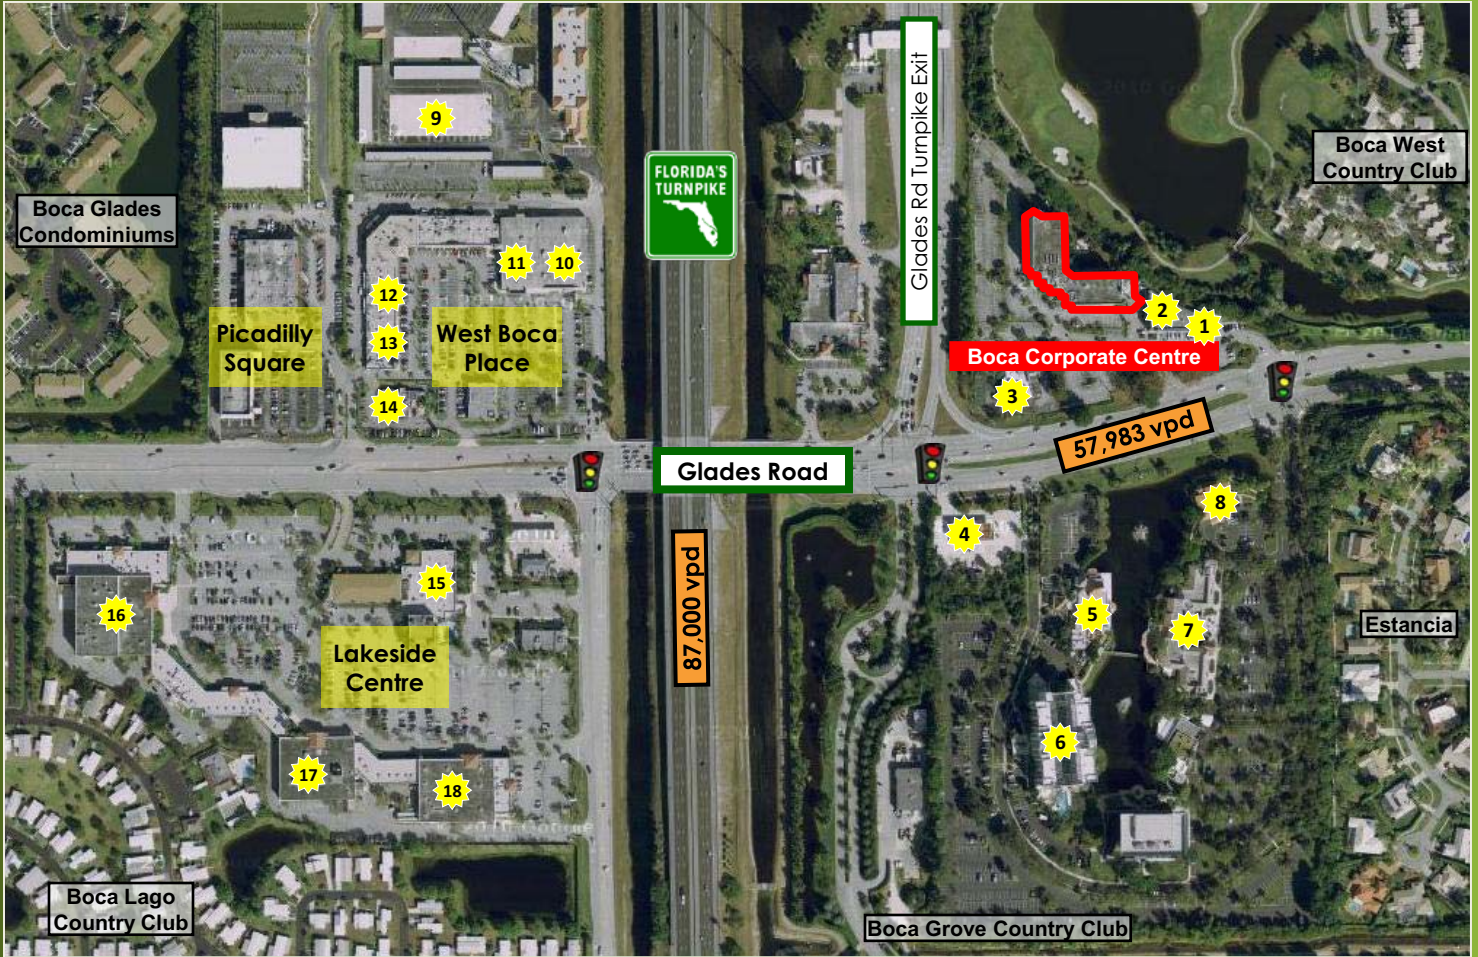 9
Boca West
Country Club
FLORIDA'S
TURNPIKE
Glades Rd Turnpike Exit
Boca Glades
Condominiums
11
10
12
13
14
Picadilly
Square
West Boca
Place
2
1
Boca Corporate Centre
3
57,983 vpd
Glades Road
8
4
87,000 vpd
15
16
5
7
Estancia
Lakeside
Centre
6
17
18
Boca Lago
Country Club
Boca Grove Country Club